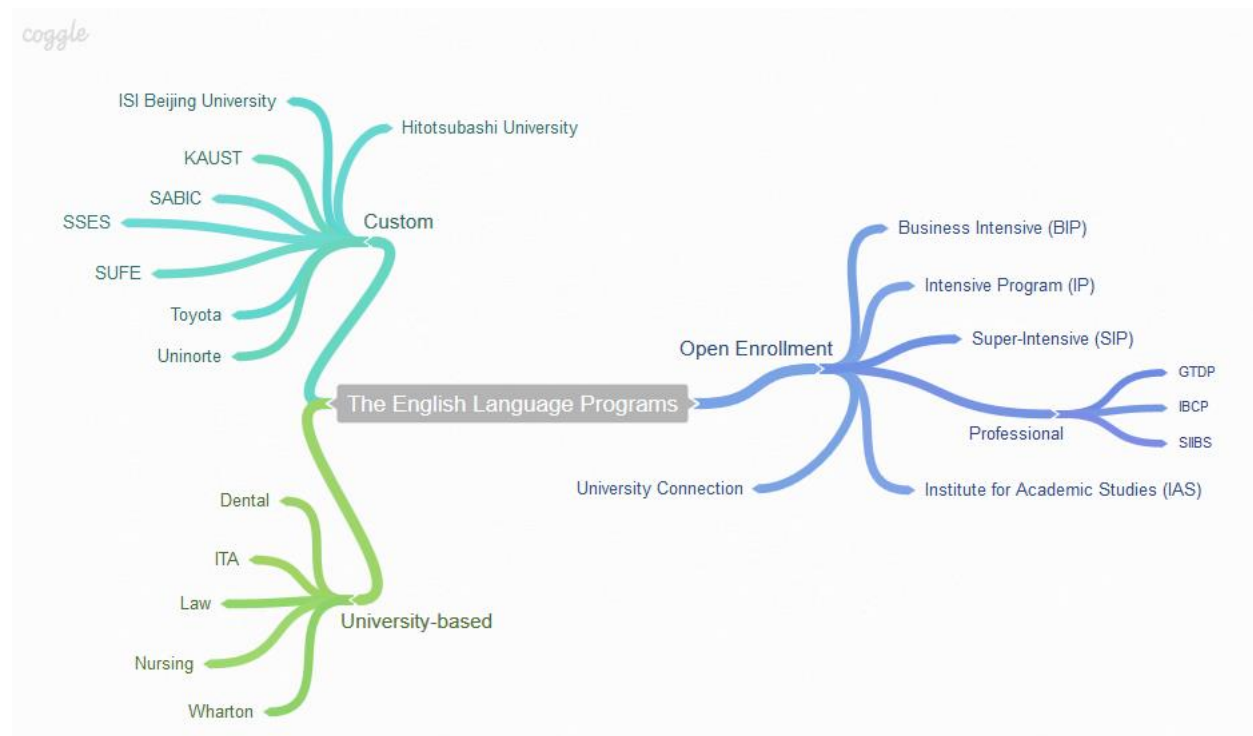 coggle
ISI Beijing University
Hitotsubashi University
KAUST
SABIC
SSES
Custom
SUFE
Toyota
Uninorte
The English Language Programs
Open Enrollment
Business Intensive (BIP)
Intensive Program (IP)
Super-Intensive (SIP)
Professional
GTDP
IBCP
SIIBS
Institute for Academic Studies (IAS)
University Connection
Dental
ITA
Law
University-based
Nursing
Wharton